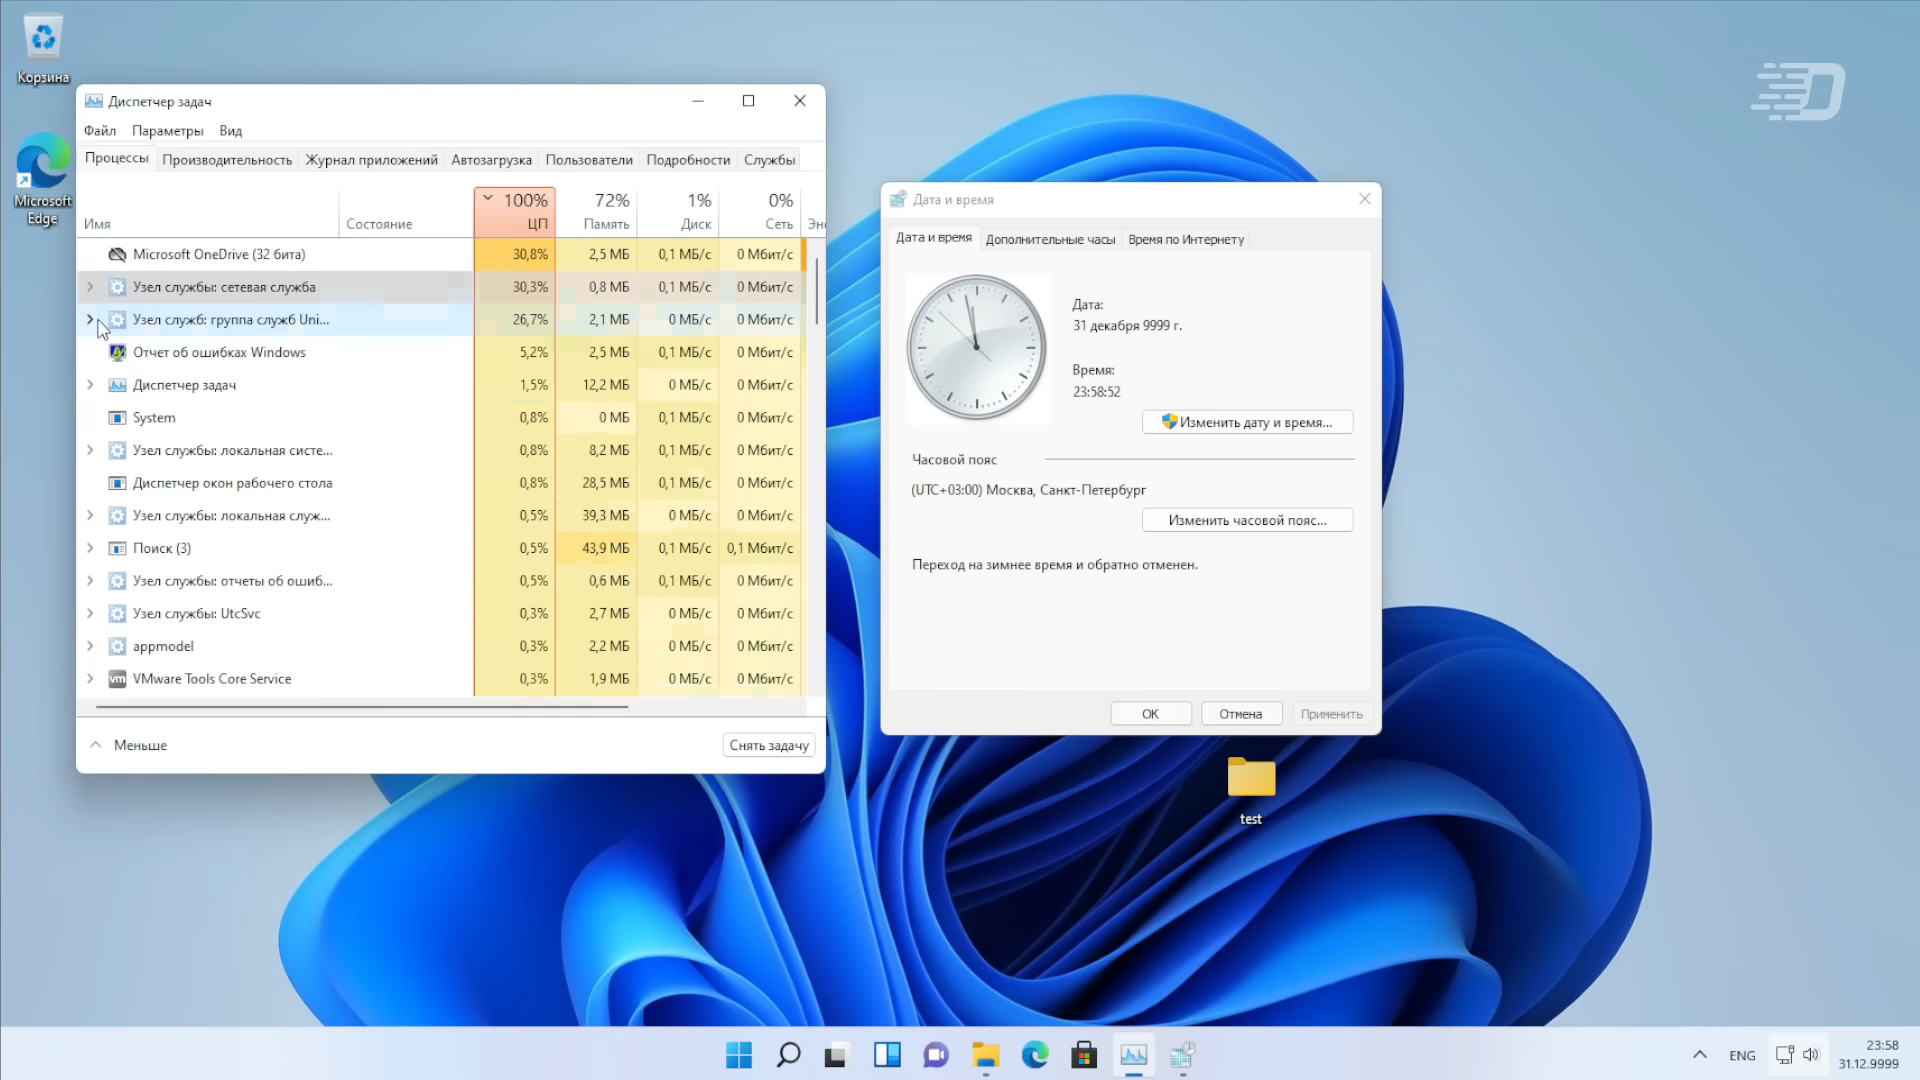 Корзина
Microsoft
Edge
Диспетчер задач
Файл Параметры Вид
Процессы Производительность Журнал приложений Автозагрузка Пользователи Подробности Службы
100% 72% 1% 0%
Имя Состояние ЦП Память Диск Сеть Энє
Microsoft OneDrive (32 бита) 30,8% 2,5 МБ 0,1 МБ/с 0 Мбит/с
Узел службы: сетевая служба 30,3% 0,8 МБ 0,1 МБ/с 0 Мбит/с
Узел служб: группа служб Uni... 26,7% 2,1 МБ 0 МБ/с 0 Мбит/с
Отчет об ошибках Windows 5,2% 2,5 МБ 0,1 МБ/с 0 Мбит/с
Диспетчер задач 1,5% 12,2 МБ 0 МБ/с 0 Мбит/с
System 0,8% 0 МБ 0,1 МБ/с 0 Мбит/с
Узел службы: локальная систе... 0,8% 8,2 МБ 0,1 МБ/с 0 Мбит/с
Диспетчер окон рабочего стола 0,8% 28,5 МБ 0,1 МБ/с 0 Мбит/с
Узел службы: локальная служ... 0,5% 39,3 МБ 0 МБ/с 0 Мбит/с
Поиск (3) 0,5% 43,9 МБ 0,1 МБ/с 0,1 Мбит/с
Узел службы: отчеты об ошиб... 0,5% 0,6 МБ 0,1 МБ/с 0 Мбит/с
Узел службы: UtcSvc 0,3% 2,7 МБ 0 МБ/с 0 Мбит/с
appmodel 0,3% 2,2 МБ 0 МБ/с 0 Мбит/с
vm VMware Tools Core Service 0,3% 1,9 МБ 0 МБ/с 0 Мбит/с
Меньше Снять задачу
Дата и время
Дата и время Дополнительные часы Время по Интернету
Дата:
31 декабря 9999 г.
Время:
23:58:52
Изменить дату и время...
Часовой пояс
(UTC+03:00) Москва, Санкт-Петербург
Изменить часовой пояс...
Переход на зимнее время и обратно отменен.
ОК Отмена Применить
test
D
ENG
23:58
31.12.9999